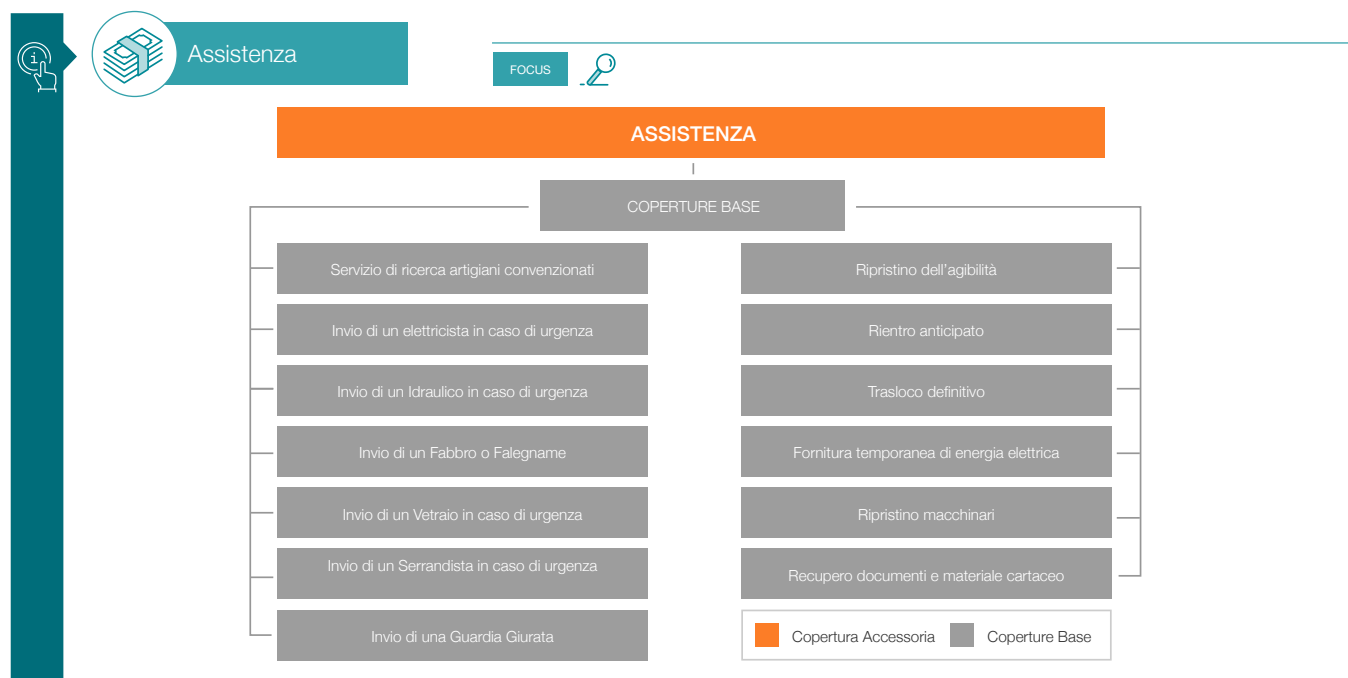 Assistenza
FOCUS
ASSISTENZA
COPERTURE BASE
Servizio di ricerca artigiani convenzionati
Invio di un elettricista in caso di urgenza
Invio di un Idraulico in caso di urgenza
Invio di un Fabbro o Falegname
Invio di un Vetraio in caso di urgenza
Invio di un Serrandista in caso di urgenza
Invio di una Guardia Giurata
Ripristino dell'agibilità
Rientro anticipato
Trasloco definitivo
Fornitura temporanea di energia elettrica
Ripristino macchinari
Recupero documenti e materiale cartaceo
Copertura Accessoria
Coperture Base